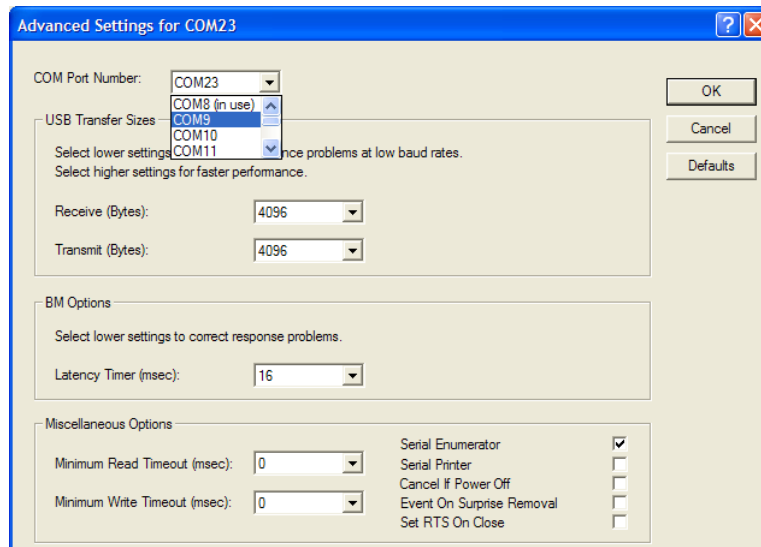 Advanced Settings for COM23
COM Port Number:
COM23
COM8 (in use)
COM9
COM10
COM11
OK
Cancel
Defaults
USB Transfer Sizes
Select lower settings nce problems at low baud rates.
Select higher settings for faster performance.
Receive (Bytes):
4096
Transmit (Bytes):
4096
BM Options
Select lower settings to correct response problems.
Latency Timer (msec):
16
Miscellaneous Options
Minimum Read Timeout (msec):
0
Minimum Write Timeout (msec):
0
Serial Enumerator
Serial Printer
Cancel If Power Off
Event On Surprise Removal
Set RTS On Close